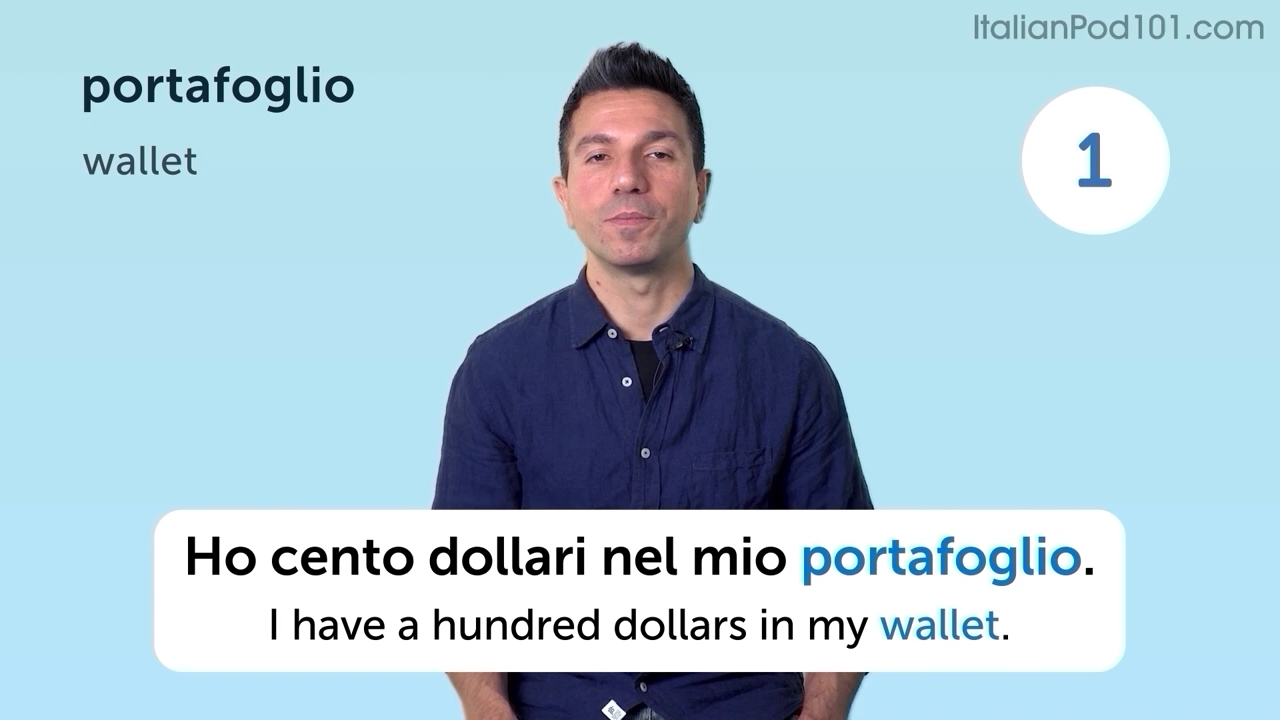 ItalianPod101.com
portafoglio
wallet
1
Ho cento dollari nel mio portafoglio.
I have a hundred dollars in my wallet.